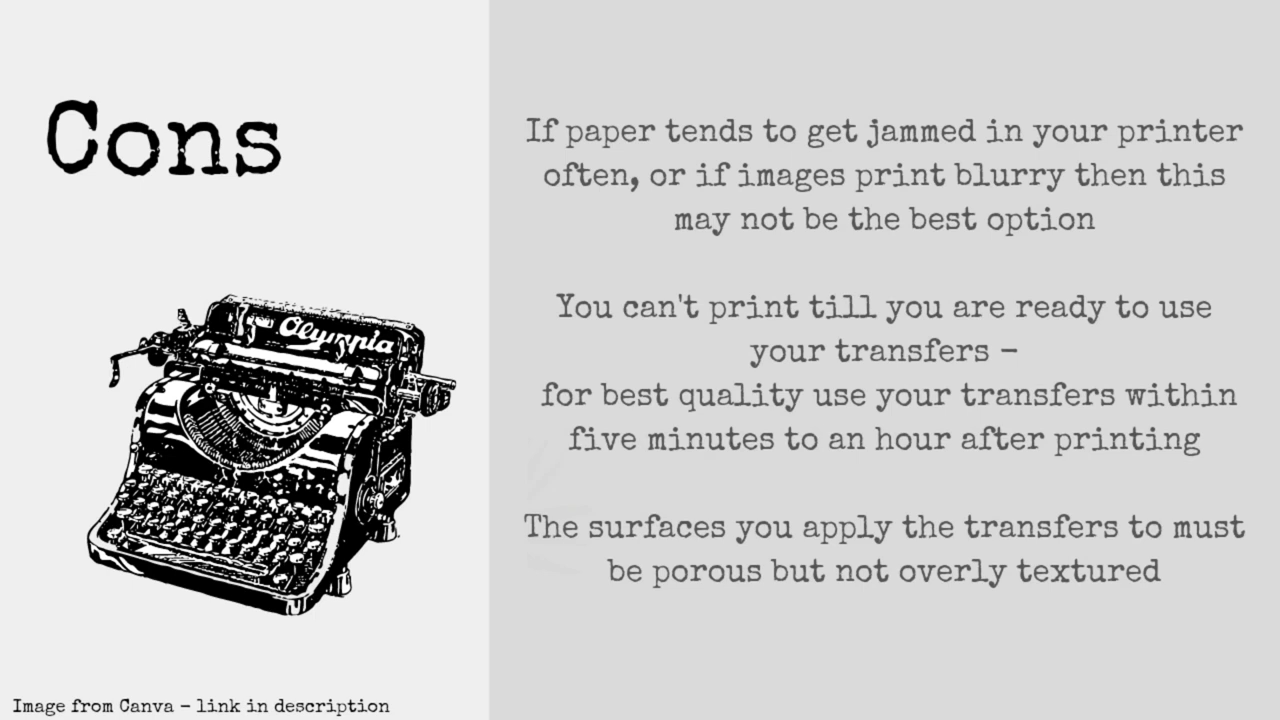 Cons
Olympia
If paper tends to get jammed in your printer
often, or if images print blurry then this
may not be the best option
You can't print till you are ready to use
your transfers –
for best quality use your transfers within
five minutes to an hour after printing
The surfaces you apply the transfers to must
be porous but not overly textured
Image from Canva – link in description